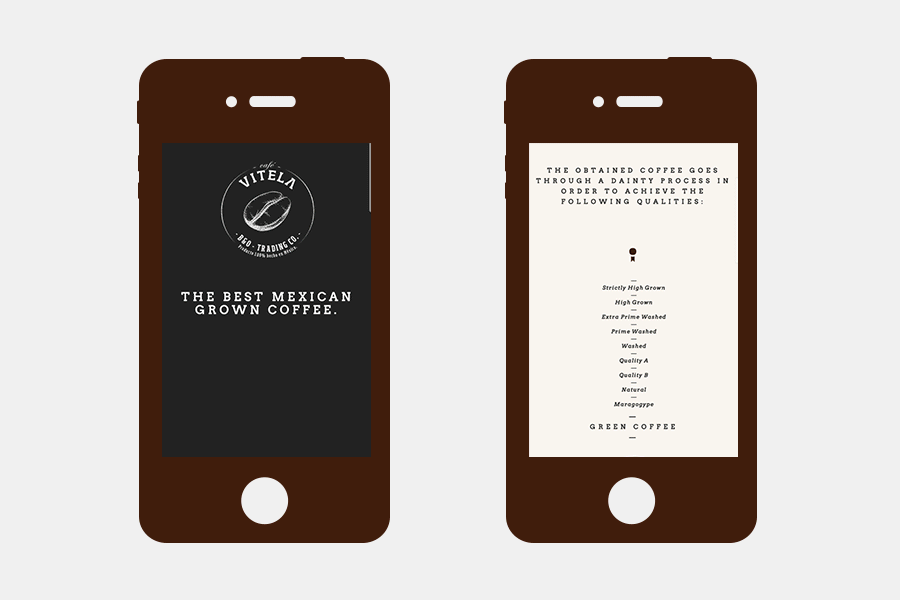 café
VITELA
- B&O - TRADING CO. -
Producto 100% hecho en México.
THE BEST MEXICAN
GROWN COFFEE.
THE OBTAINED COFFEE GOES
THROUGH A DAINTY PROCESS IN
ORDER TO ACHIEVE THE
FOLLOWING QUALITIES:
Strictly High Grown
High Grown
Extra Prime Washed
Prime Washed
Washed
Quality A
Quality B
Natural
Maragogype
GREEN COFFEE